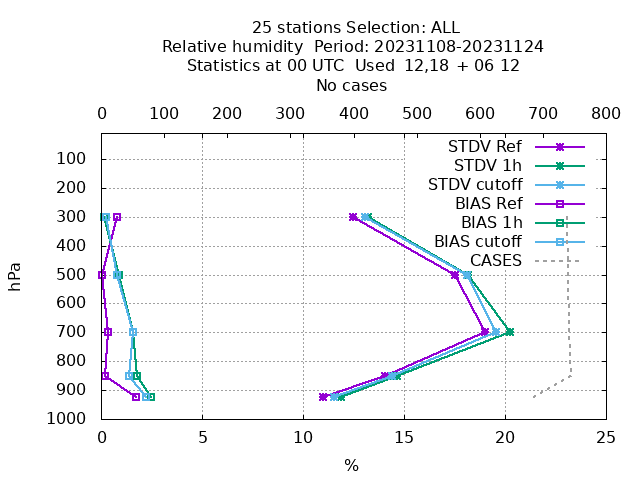 25 stations Selection: ALL
Relative humidity  Period: 20231108-20231124
Statistics at 00 UTC  Used  12,18 + 06 12
No cases
0 100 200 300 400 500 600 700 800
STDV Ref
STDV 1h
STDV cutoff
BIAS Ref
BIAS 1h
BIAS cutoff
CASES
hPa
100
200
300
400
500
600
700
800
900
1000
0 5 10 15 20 25
%